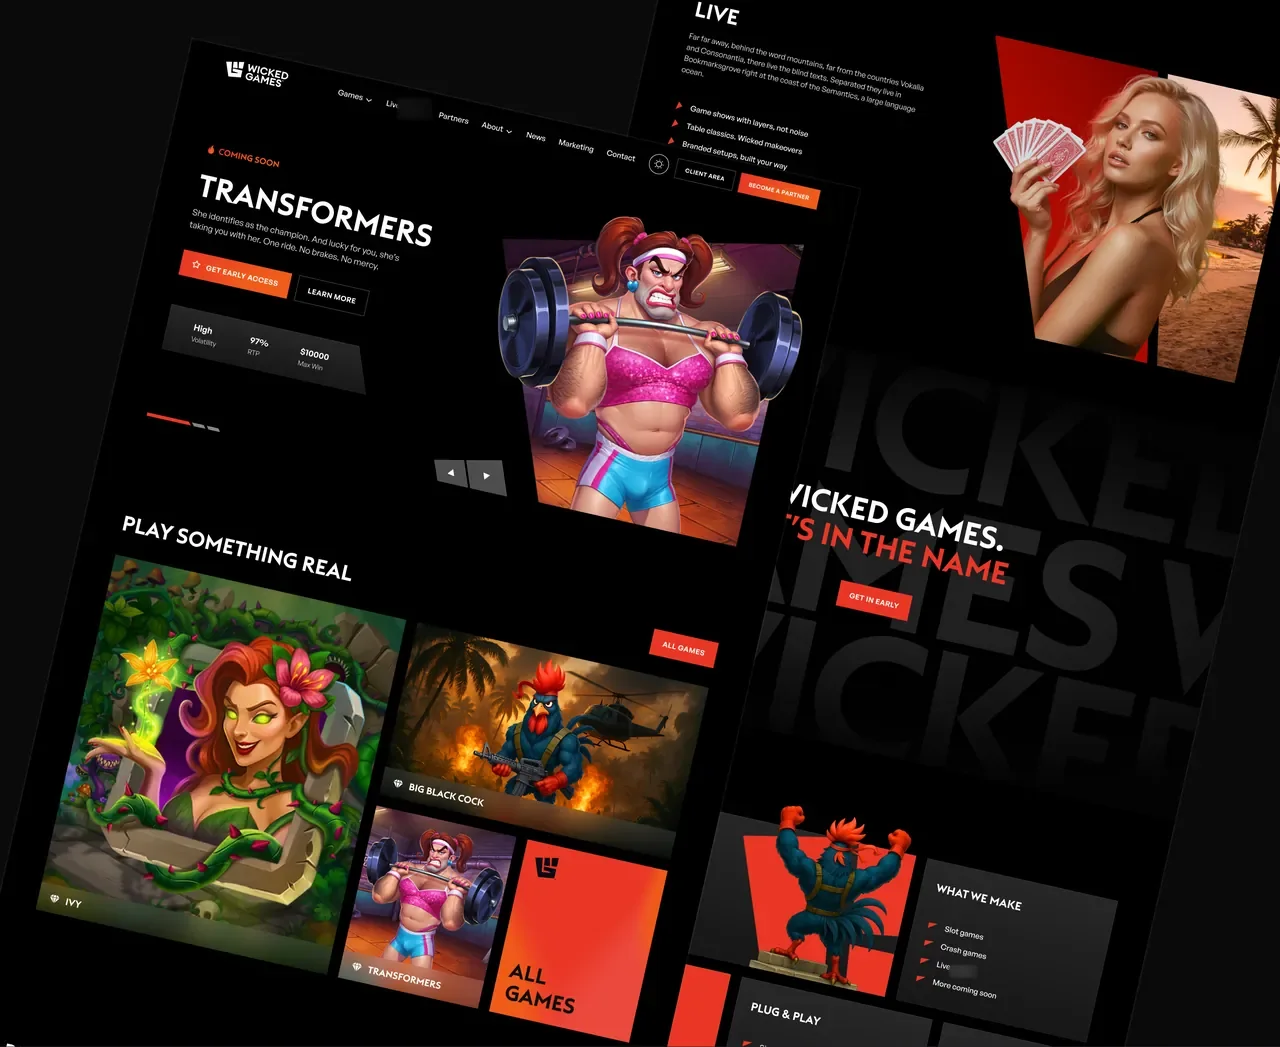 WICKED
GAMES
Games
Live
Partners
About
News
Marketing
Contact
CLIENT AREA
BECOME A PARTNER
COMING SOON
TRANSFORMERS
She identifies as the champion. And lucky for you, she's
taking you with her. One ride. No brakes. No mercy.
GET EARLY ACCESS
LEARN MORE
High
Volatility
97%
RTP
$10000
Max Win
PLAY SOMETHING REAL
ALL GAMES
IVY
BIG BLACK COCK
TRANSFORMERS
ALL
GAMES
LIVE
Far far away, behind the word mountains, far from the countries Vokalia
and Consonantia, there live the blind texts. Separated they live in
Bookmarksgrove right at the coast of the Semantics, a large language
ocean.
Game shows with layers, not noise
Table classics. Wicked makeovers
Branded setups, built your way
ICKED
AMES W
ICKED
WICKED GAMES.
T'S IN THE NAME
GET IN EARLY
WHAT WE MAKE
Slot games
Crash games
Live
More coming soon
PLUG & PLAY